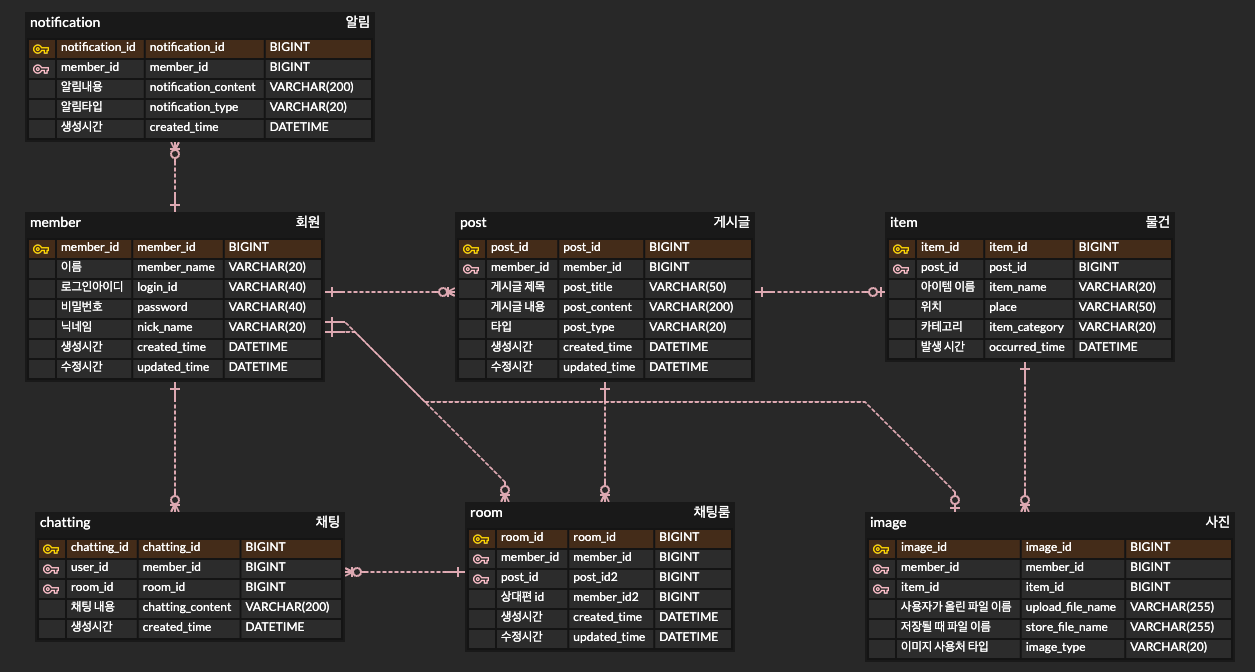 notification 알림
notification_id notification_id BIGINT
member_id member_id BIGINT
알림내용 notification_content VARCHAR(200)
알림타입 notification_type VARCHAR(20)
생성시간 created_time DATETIME
member 회원
member_id member_id BIGINT
이름 member_name VARCHAR(20)
로그인아이디 login_id VARCHAR(40)
비밀번호 password VARCHAR(40)
닉네임 nick_name VARCHAR(20)
생성시간 created_time DATETIME
수정시간 updated_time DATETIME
post 게시글
post_id post_id BIGINT
member_id member_id BIGINT
게시글 제목 post_title VARCHAR(50)
게시글 내용 post_content VARCHAR(200)
타입 post_type VARCHAR(20)
생성시간 created_time DATETIME
수정시간 updated_time DATETIME
item 물건
item_id item_id BIGINT
post_id post_id BIGINT
아이템 이름 item_name VARCHAR(20)
위치 place VARCHAR(50)
카테고리 item_category VARCHAR(20)
발생 시간 occurred_time DATETIME
chatting 채팅
chatting_id chatting_id BIGINT
user_id member_id BIGINT
room_id room_id BIGINT
채팅 내용 chatting_content VARCHAR(200)
생성시간 created_time DATETIME
room 채팅룸
room_id room_id BIGINT
member_id member_id BIGINT
post_id post_id2 BIGINT
상대편 id member_id2 BIGINT
생성시간 created_time DATETIME
수정시간 updated_time DATETIME
image 사진
image_id image_id BIGINT
member_id member_id BIGINT
item_id item_id BIGINT
사용자가 올린 파일 이름 upload_file_name VARCHAR(255)
저장될 때 파일 이름 store_file_name VARCHAR(255)
이미지 사용처 타입 image_type VARCHAR(20)